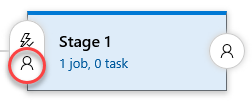 Stage 1
1 job, 0 task